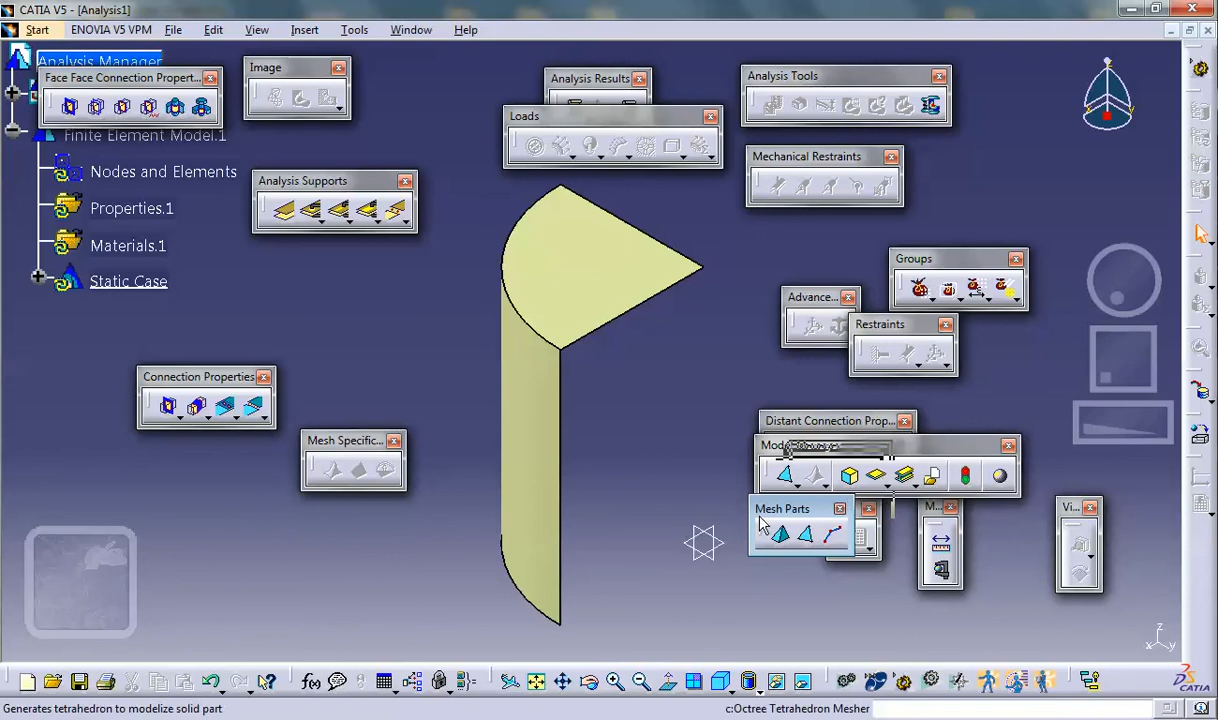 CATIA V5 - [Analysis1]
Start
ENOVIA V5 VPM
File
Edit
View
Insert
Tools
Window
Help
Analysis Manager
Face Face Connection Propert...
Image
Analysis Results
Analysis Tools
Loads
Finite Element Model.1
Mechanical Restraints
Nodes and Elements
Analysis Supports
Properties.1
Materials.1
Groups
Static Case
Advance...
Restraints
Connection Properties
Distant Connection Prop...
Mesh Specific...
Mesh Parts
M...
Vi...
z
x
y
f(x)
CATIA
Generates tetrahedron to modelize solid part
c:Octree Tetrahedron Mesher